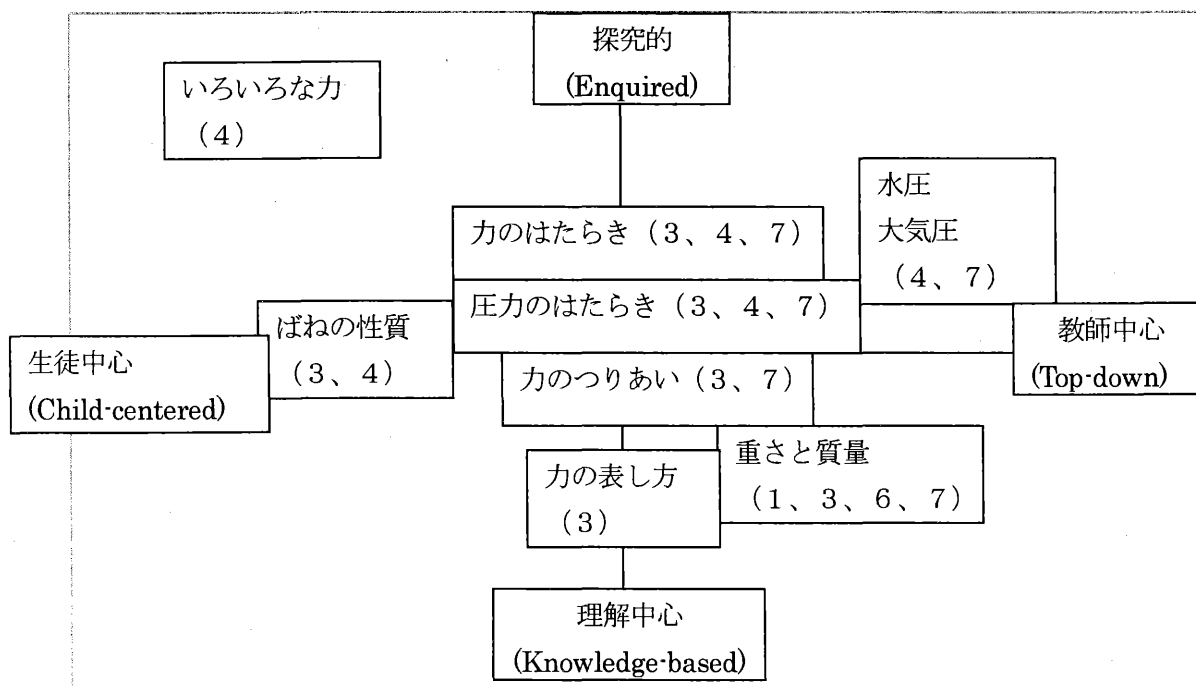 探究的
(Enquired)
いろいろな力
(4)
水圧
大気圧
(4、7)
力のはたらき(3、4、7)
圧力のはたらき(3、4、7)
ばねの性質
(3、4)
生徒中心
(Child-centered)
教師中心
(Top-down)
力のつりあい(3、7)
重さと質量
(1、3、6、7)
力の表し方
(3)
理解中心
(Knowledge-based)